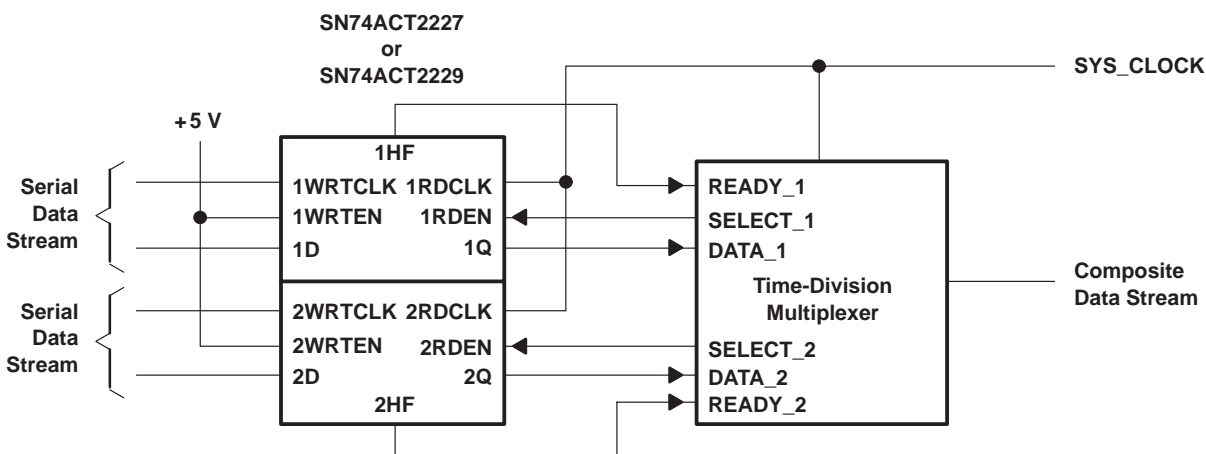 SN74ACT2227
or
SN74ACT2229
SYS_CLOCK
+5 V
1HF
Serial
Data
Stream
1WRTCLK 1RDCLK
1WRTEN 1RDEN
1D 1Q
READY_1
SELECT_1
DATA_1
Time-Division
Multiplexer
Composite
Data Stream
Serial
Data
Stream
2WRTCLK 2RDCLK
2WRTEN 2RDEN
2D 2Q
2HF
SELECT_2
DATA_2
READY_2